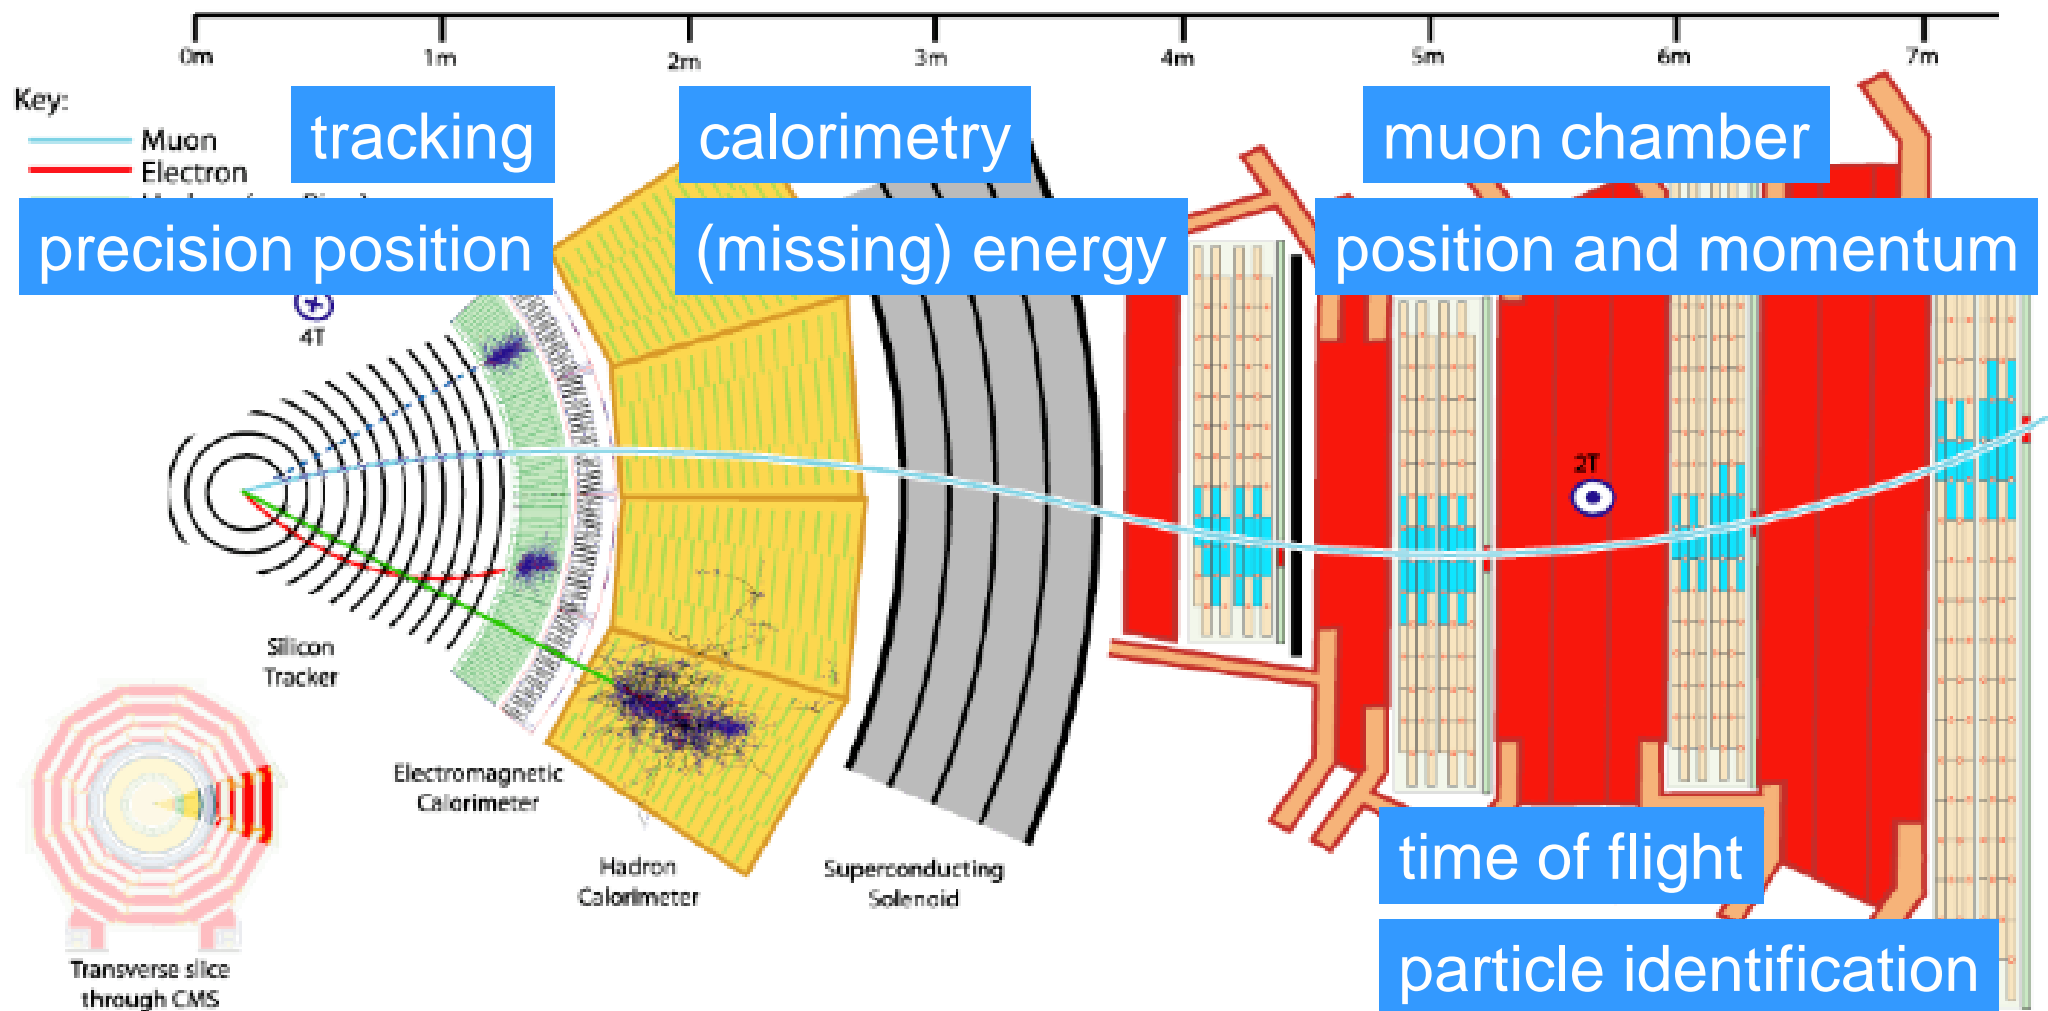 0m 1m 2m 3m 4m 5m 6m 7m
Key:
Muon
Electron
tracking
calorimetry
muon chamber
precision position
(missing) energy
position and momentum
4T
2T
Silicon
Tracker
Electromagnetic
Calorimeter
Hadron
Calorimeter
Superconducting
Solenoid
time of flight
particle identification
Transverse slice
through CMS